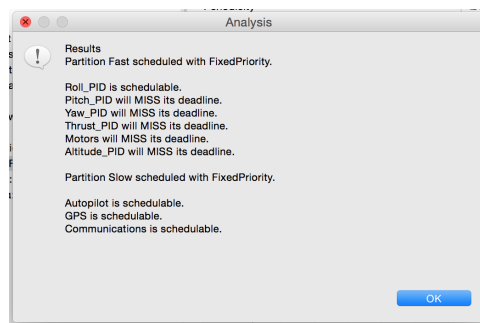 Analysis
Results
Partition Fast scheduled with FixedPriority.
Roll_PID is schedulable.
Pitch_PID will MISS its deadline.
Yaw_PID will MISS its deadline.
Thrust_PID will MISS its deadline.
Motors will MISS its deadline.
Altitude_PID will MISS its deadline.
Partition Slow scheduled with FixedPriority.
Autopilot is schedulable.
GPS is schedulable.
Communications is schedulable.
OK